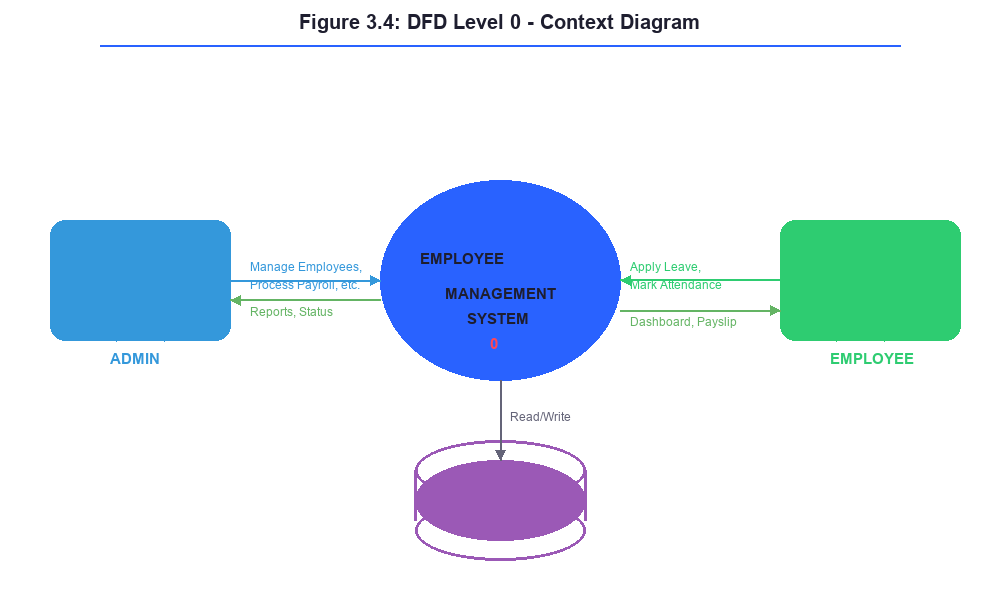 Figure 3.4: DFD Level 0 - Context Diagram
Manage Employees,
Process Payroll, etc.
Reports, Status
ADMIN
EMPLOYEE
MANAGEMENT
SYSTEM
0
Apply Leave,
Mark Attendance
Dashboard, Payslip
EMPLOYEE
Read/Write